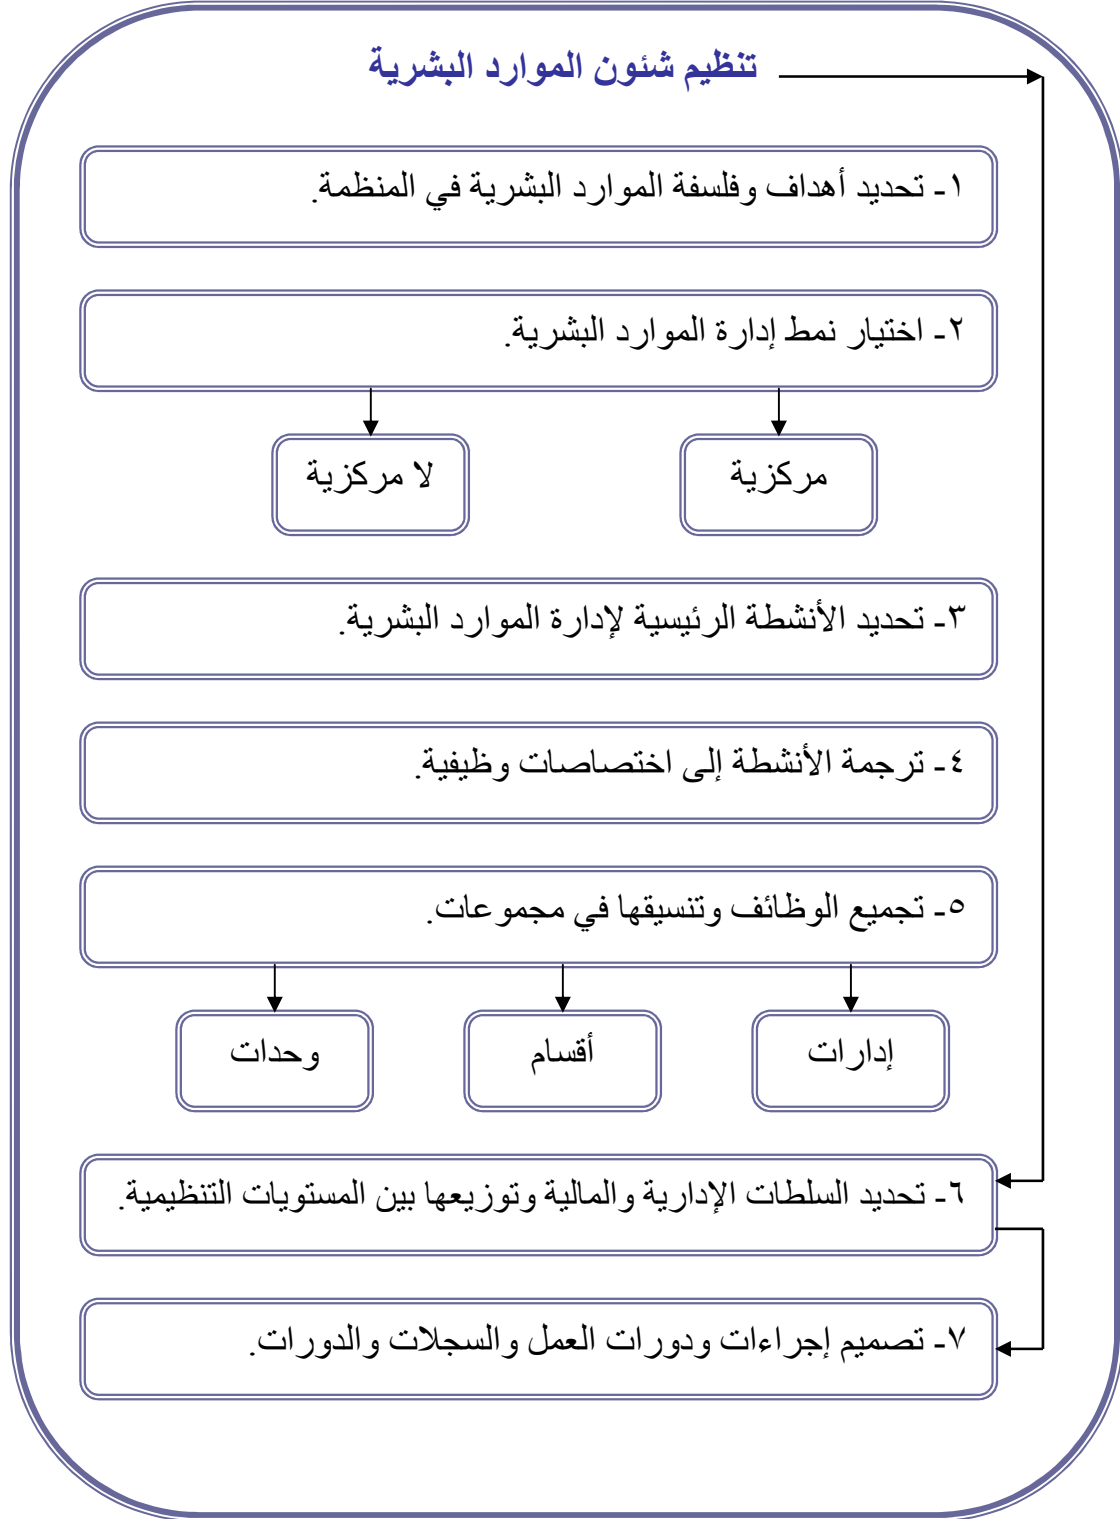 تنظيم شئون الموارد البشرية
١- تحديد أهداف وفلسفة الموارد البشرية في المنظمة.
٢- اختيار نمط إدارة الموارد البشرية.
مركزية
لا مركزية
٣- تحديد الأنشطة الرئيسية لإدارة الموارد البشرية.
٤- ترجمة الأنشطة إلى اختصاصات وظيفية.
٥- تجميع الوظائف وتنسيقها في مجموعات.
إدارات
أقسام
وحدات
٦- تحديد السلطات الإدارية والمالية وتوزيعها بين المستويات التنظيمية.
٧- تصميم إجراءات ودورات العمل والسجلات والدورات.